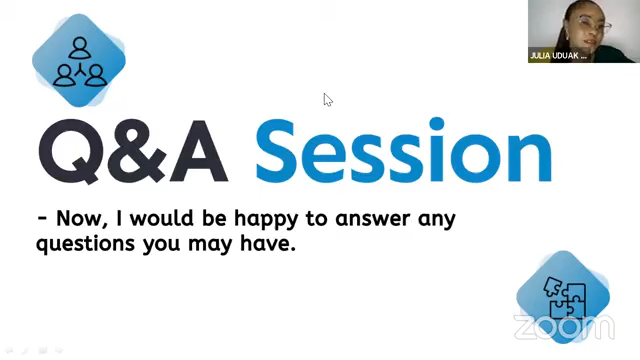 JULIA UDUAK ...
Q&A Session
- Now, I would be happy to answer any
questions you may have.
zoom